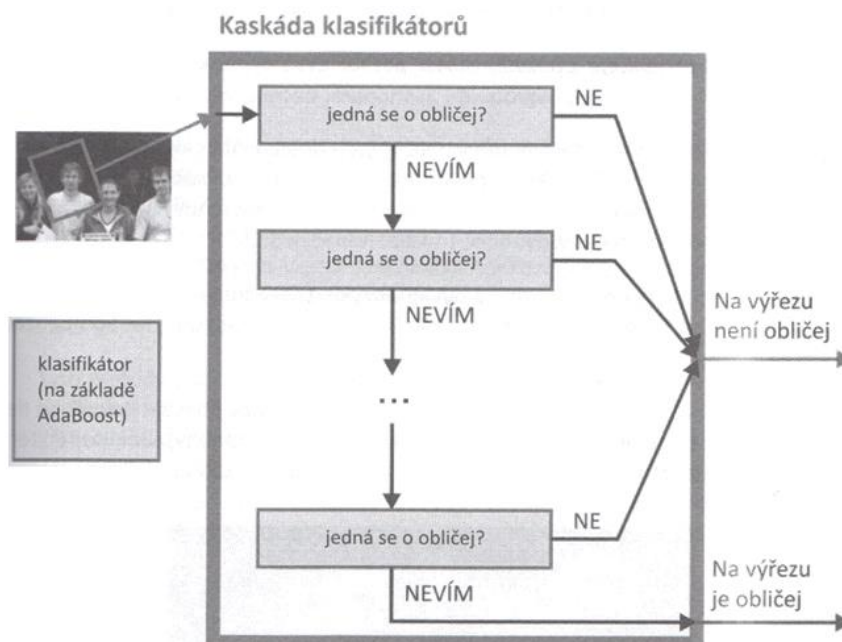 Kaskáda klasifikátorů
jedná se o obličej?
NE
NEVÍM
jedná se o obličej?
NE
NEVÍM
...
jedná se o obličej?
NE
NEVÍM
Na výřezu
není obličej
Na výřezu
je obličej
klasifikátor
(na základě
AdaBoost)